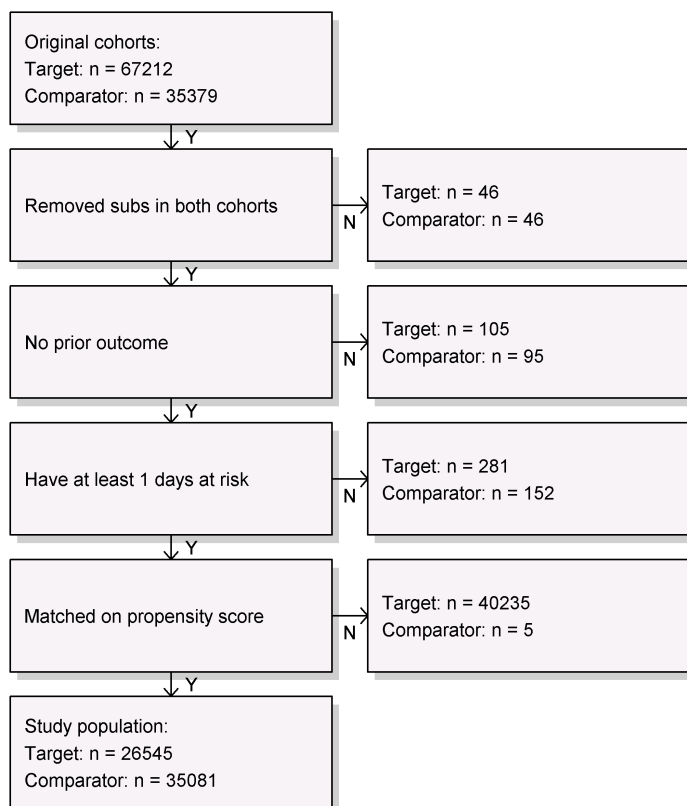 Original cohorts:
Target: n = 67212
Comparator: n = 35379
Y
Removed subs in both cohorts
N
Target: n = 46
Comparator: n = 46
Y
No prior outcome
N
Target: n = 105
Comparator: n = 95
Y
Have at least 1 days at risk
N
Target: n = 281
Comparator: n = 152
Y
Matched on propensity score
N
Target: n = 40235
Comparator: n = 5
Y
Study population:
Target: n = 26545
Comparator: n = 35081